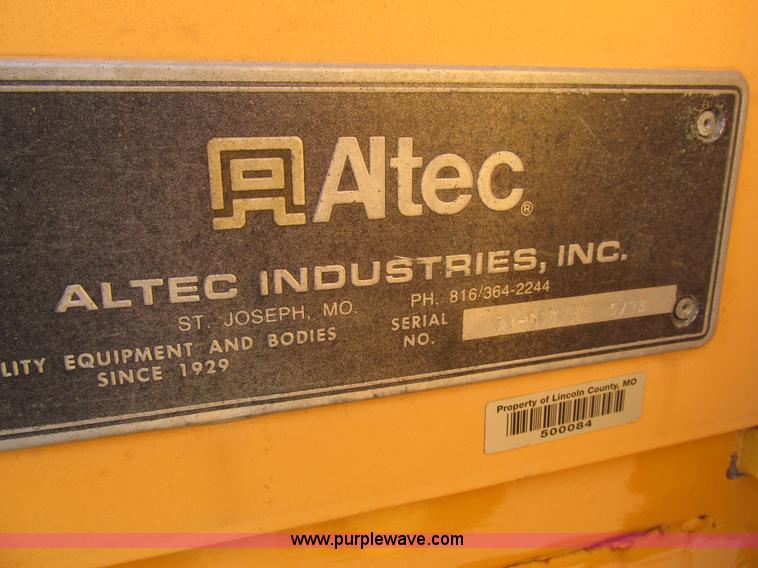 Altec®
ALTEC INDUSTRIES, INC.
ST. JOSEPH, MO. PH. 816/364-2244
LITY EQUIPMENT AND BODIES
SINCE 1929
SERIAL
NO.
Property of Lincoln County, MO
500084
www.purplewave.com